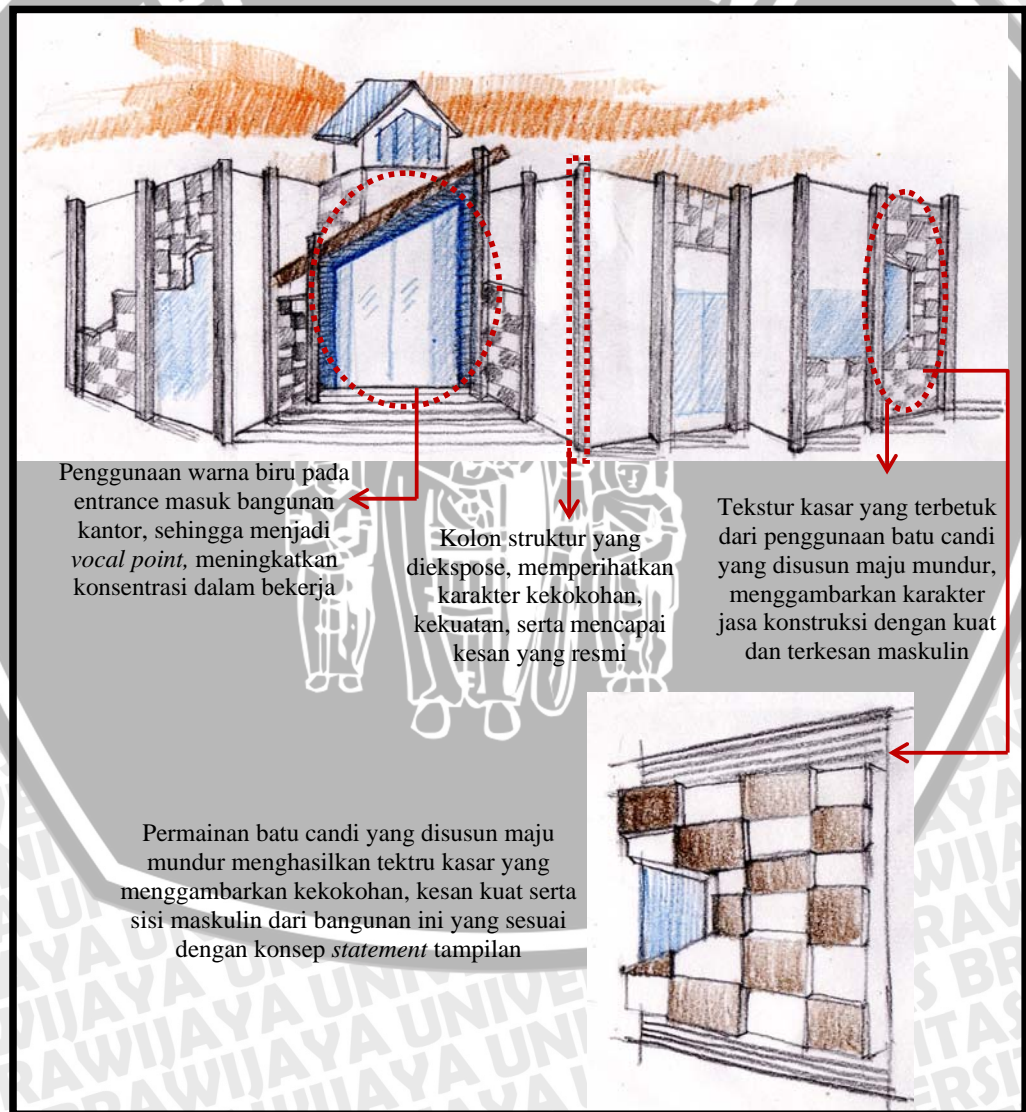 Penggunaan warna biru pada
entrance masuk bangunan
kantor, sehingga menjadi
vocal point, meningkatkan
konsentrasi dalam bekerja
Kolon struktur yang
diekspose, memperihatkan
karakter kekokohan,
kekuatan, serta mencapai
kesan yang resmi
Tekstur kasar yang terbetuk
dari penggunaan batu candi
yang disusun maju mundur,
menggambarkan karakter
jasa konstruksi dengan kuat
dan terkesan maskulin
Permainan batu candi yang disusun maju
mundur menghasilkan tektru kasar yang
menggambarkan kekokohan, kesan kuat serta
sisi maskulin dari bangunan ini yang sesuai
dengan konsep statement tampilan